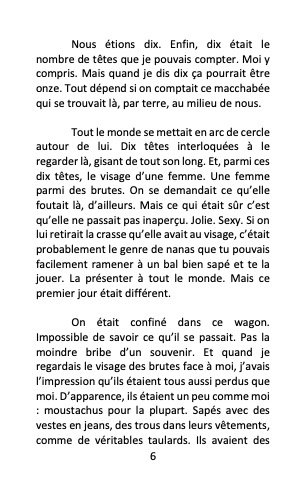 Nous étions dix. Enfin, dix était le
nombre de têtes que je pouvais compter. Moi y
compris. Mais quand je dis dix ça pourrait être
onze. Tout dépend si on comptait ce macchabée
qui se trouvait là, par terre, au milieu de nous.
Tout le monde se mettait en arc de cercle
autour de lui. Dix têtes interloquées à le
regarder là, gisant de tout son long. Et, parmi ces
dix têtes, le visage d’une femme. Une femme
parmi des brutes. On se demandait ce qu’elle
foutait là, d’ailleurs. Mais ce qui était sûr c’est
qu’elle ne passait pas inaperçu. Jolie. Sexy. Si on
lui retirait la crasse qu’elle avait au visage, c’était
probablement le genre de nanas que tu pouvais
facilement ramener à un bal bien sapé et te la
jouer. La présenter à tout le monde. Mais ce
premier jour était différent.
On était confiné dans ce wagon.
Impossible de savoir ce qu’il se passait. Pas la
moindre bribe d’un souvenir. Et quand je
regardais le visage des brutes face à moi, j’avais
l’impression qu’ils étaient tous aussi perdus que
moi. D’apparence, ils étaient un peu comme moi
: moustachus pour la plupart. Sapés avec des
vestes en jeans, des trous dans leurs vêtements,
comme de véritables taulards. Ils avaient des
6